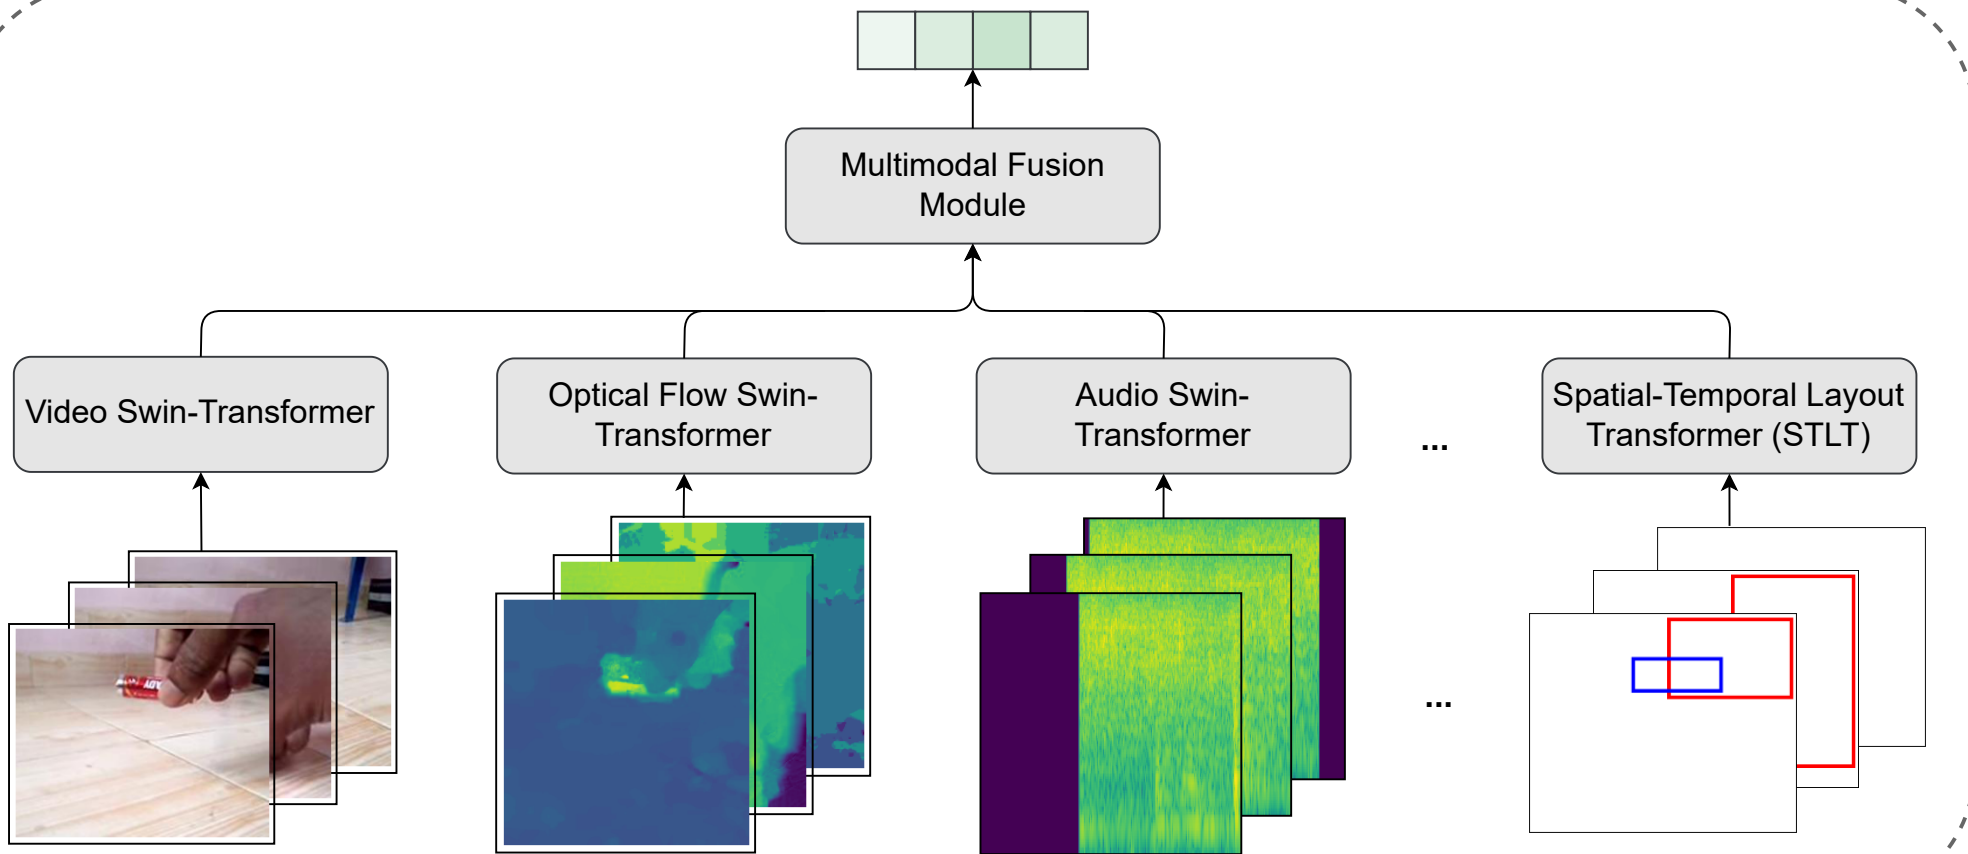 Multimodal Fusion
Module
Video Swin-Transformer
Optical Flow Swin-
Transformer
Audio Swin-
Transformer
...
Spatial-Temporal Layout
Transformer (STLT)
...